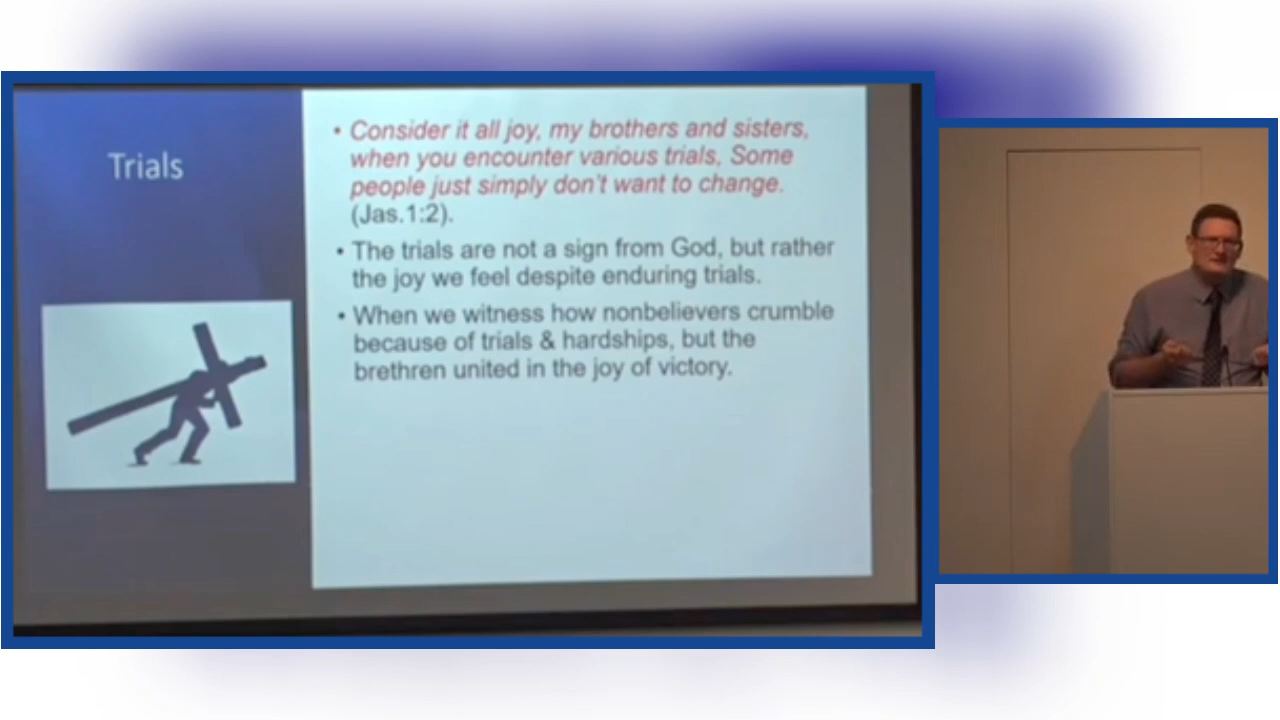 Trials
• Consider it all joy, my brothers and sisters,
when you encounter various trials, Some
people just simply don't want to change.
(Jas.1:2).
• The trials are not a sign from God, but rather
the joy we feel despite enduring trials.
• When we witness how nonbelievers crumble
because of trials & hardships, but the
brethren united in the joy of victory.